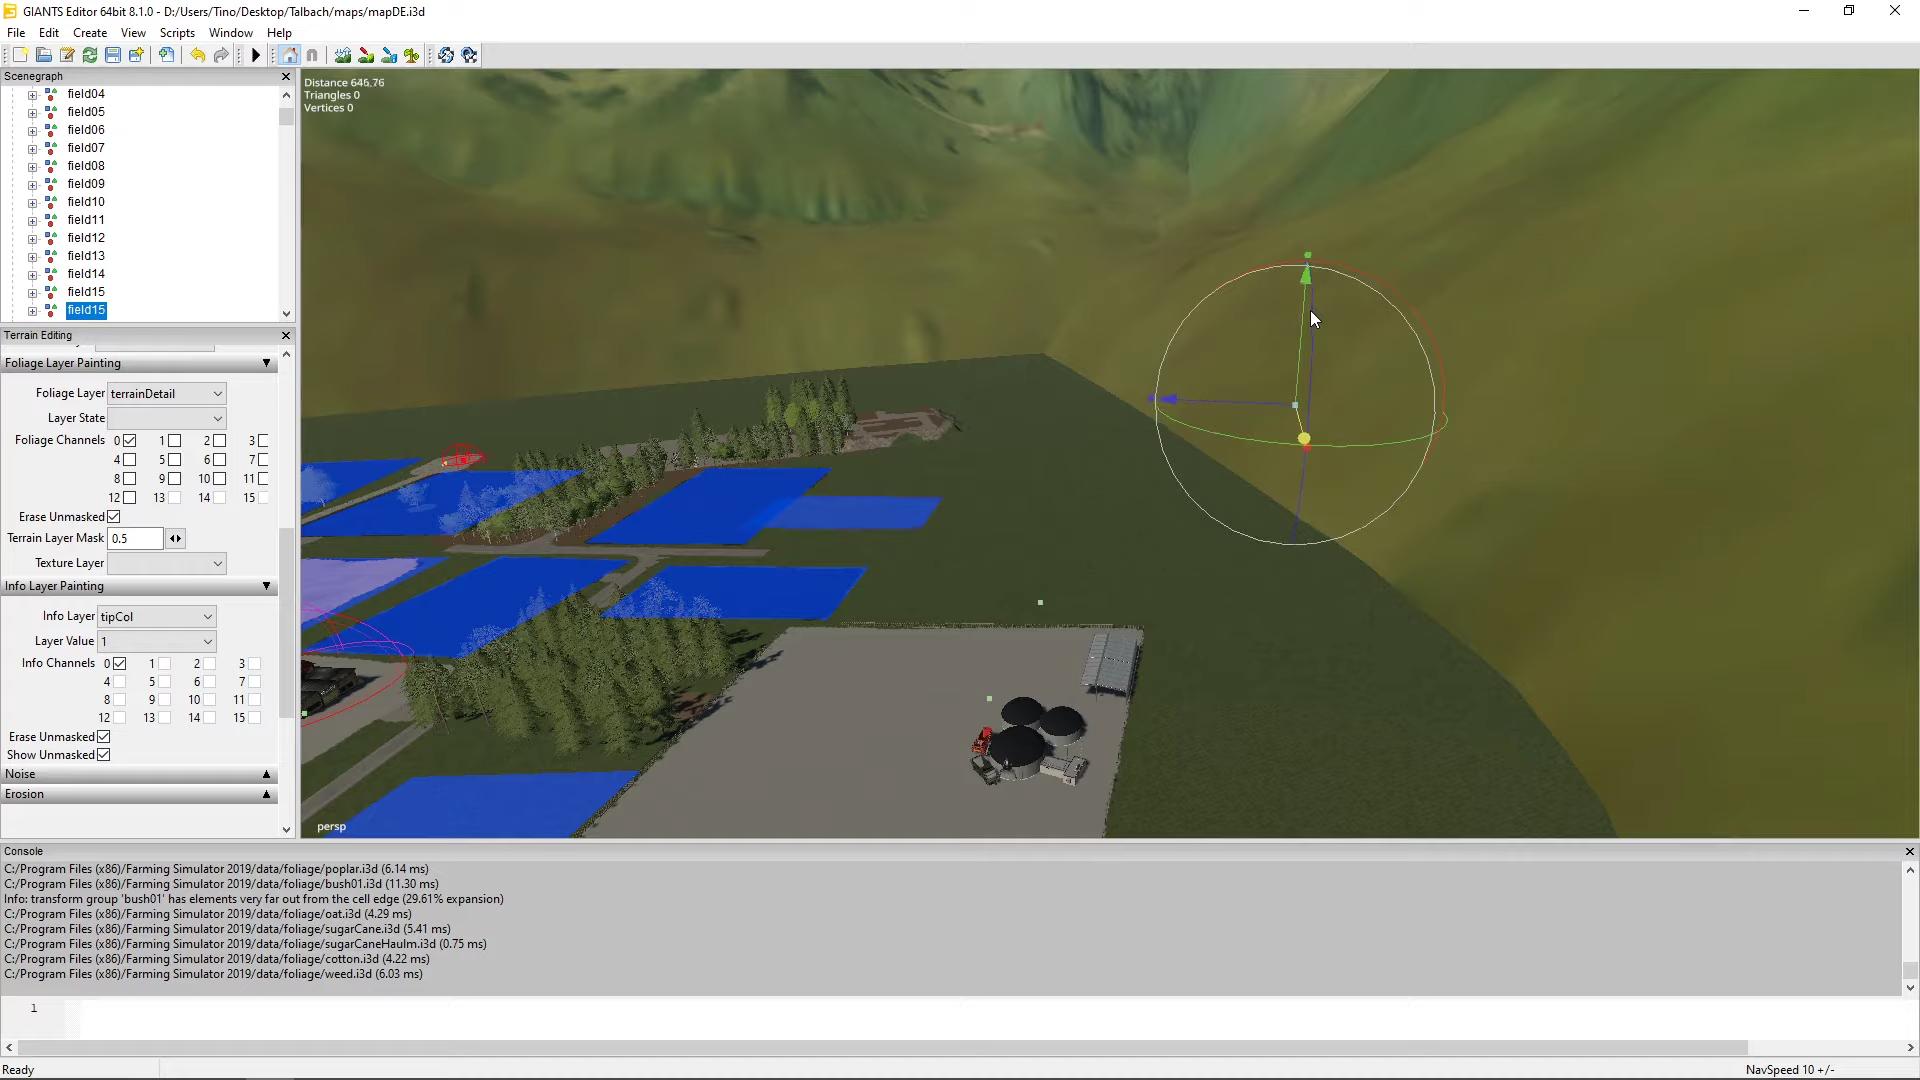 GIANTS Editor 64bit 8.1.0 - D:/Users/Tino/Desktop/Talbach/maps/mapDE.i3d
File Edit Create View Scripts Window Help
Scenegraph
field04
field05
field06
field07
field08
field09
field10
field11
field12
field13
field14
field15
field15
Terrain Editing
Foliage Layer Painting
Foliage Layer terrainDetail
Layer State
Foliage Channels 0 1 2 3
4 5 6 7
8 9 10 11
12 13 14 15
Erase Unmasked
Terrain Layer Mask 0.5
Texture Layer
Info Layer Painting
Info Layer tipCol
Layer Value 1
Info Channels 0 1 2 3
4 5 6 7
8 9 10 11
12 13 14 15
Erase Unmasked
Show Unmasked
Noise
Erosion
Distance 646.76
Triangles 0
Vertices 0
persp
Console
C:/Program Files (x86)/Farming Simulator 2019/data/foliage/poplar.i3d (6.14 ms)
C:/Program Files (x86)/Farming Simulator 2019/data/foliage/bush01.i3d (11.30 ms)
Info: transform group 'bush01' has elements very far out from the cell edge (29.61% expansion)
C:/Program Files (x86)/Farming Simulator 2019/data/foliage/oat.i3d (4.29 ms)
C:/Program Files (x86)/Farming Simulator 2019/data/foliage/sugarCane.i3d (5.41 ms)
C:/Program Files (x86)/Farming Simulator 2019/data/foliage/sugarCaneHaulm.i3d (0.75 ms)
C:/Program Files (x86)/Farming Simulator 2019/data/foliage/cotton.i3d (4.22 ms)
C:/Program Files (x86)/Farming Simulator 2019/data/foliage/weed.i3d (6.03 ms)
1
Ready
NavSpeed 10 +/-